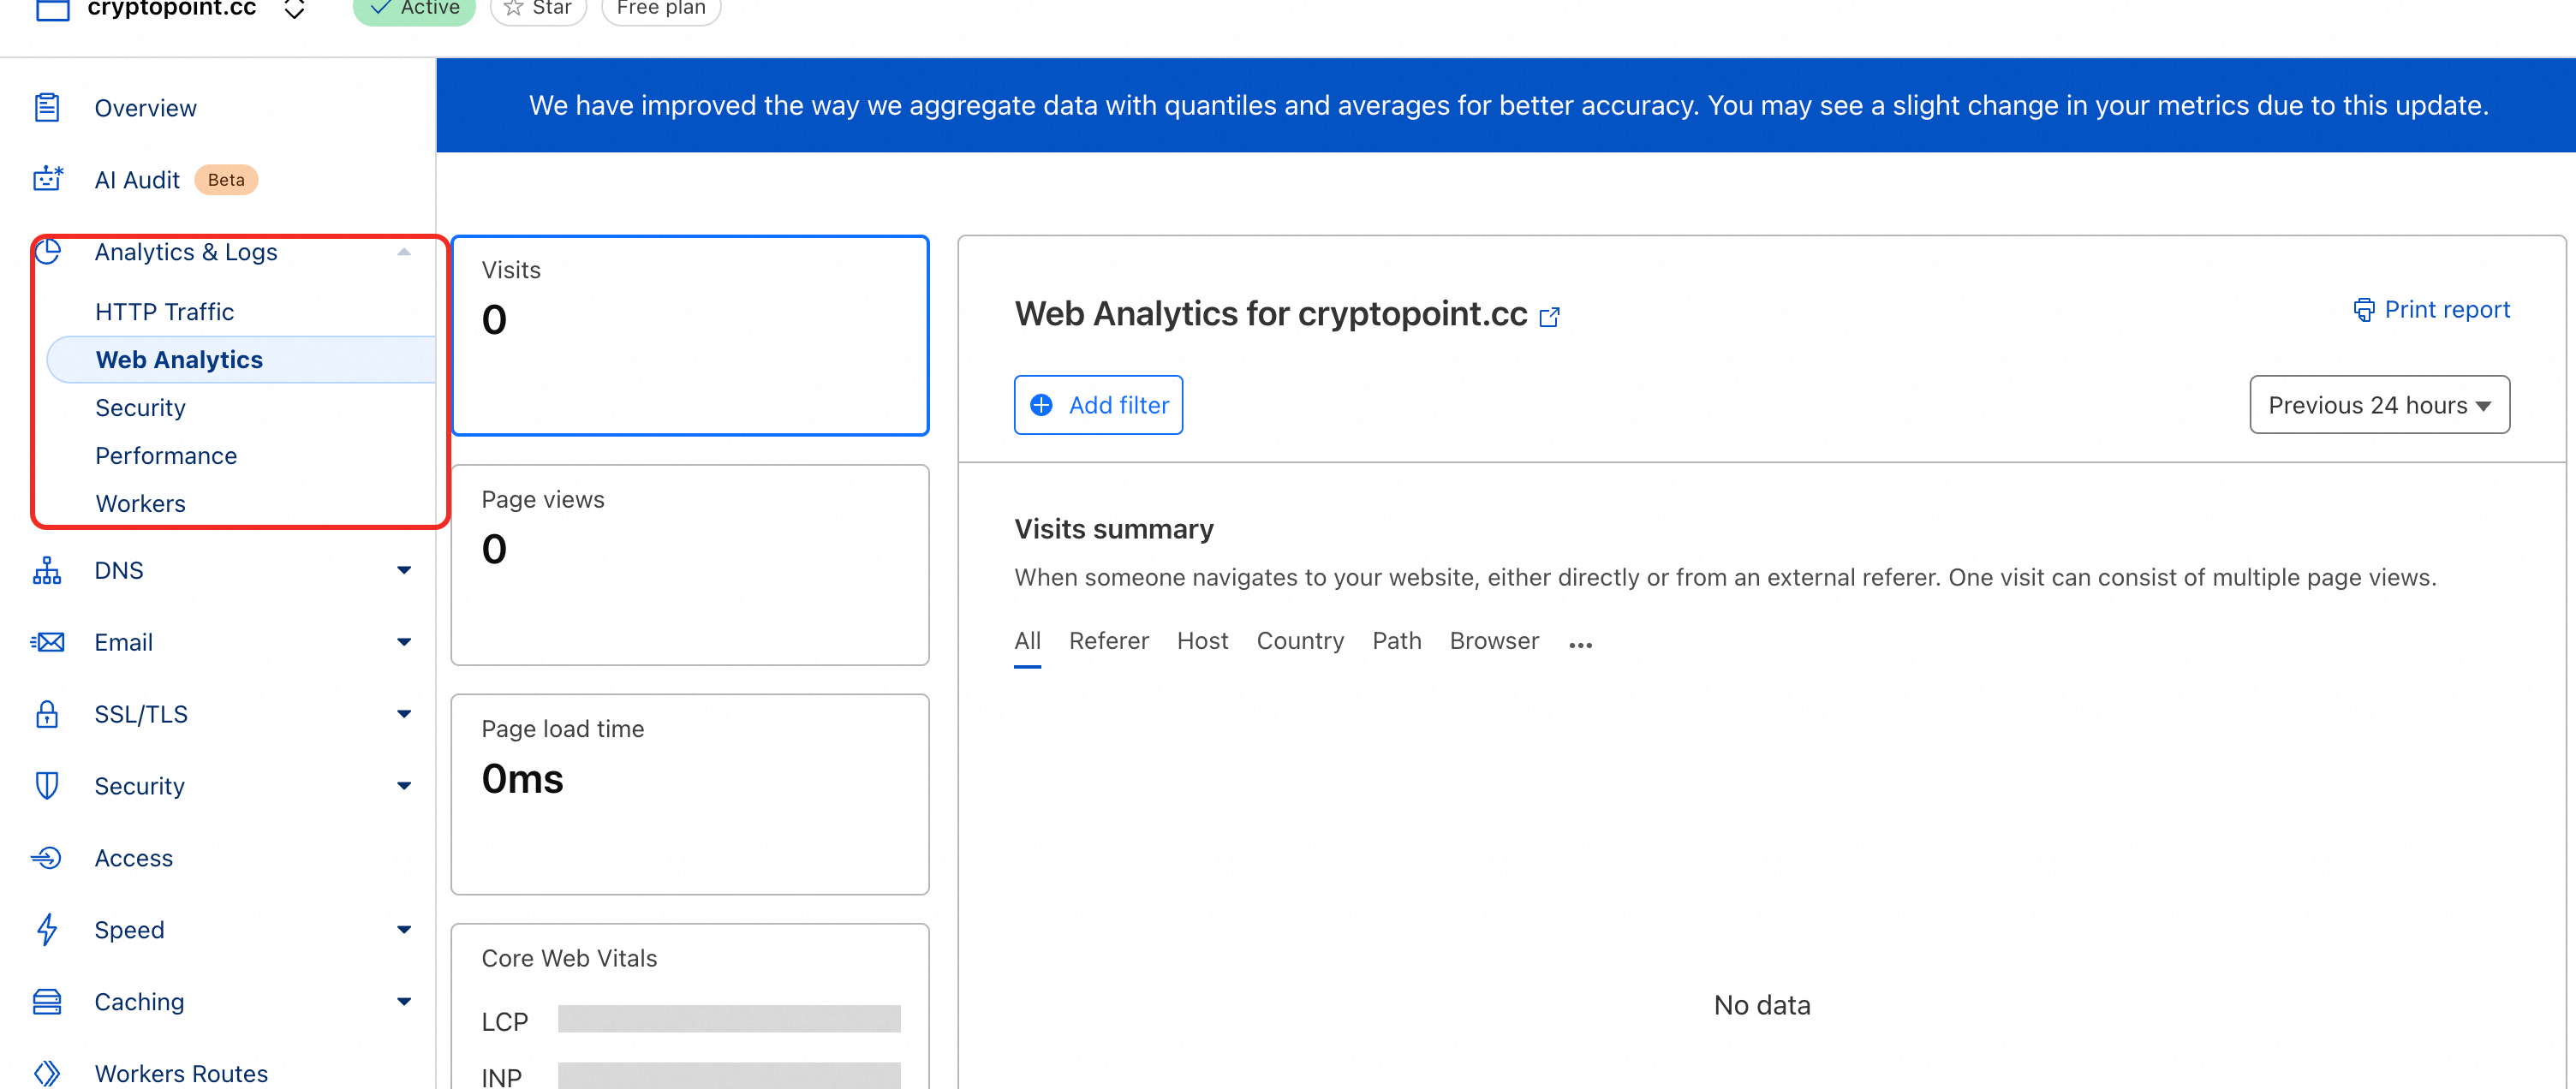 cryptopoint.cc
Active
Star
Free plan
Overview
AI Audit
Beta
Analytics & Logs
HTTP Traffic
Web Analytics
Security
Performance
Workers
DNS
Email
SSL/TLS
Security
Access
Speed
Caching
Workers Routes
We have improved the way we aggregate data with quantiles and averages for better accuracy. You may see a slight change in your metrics due to this update.
Visits
0
Page views
0
Page load time
0ms
Core Web Vitals
LCP
INP
Web Analytics for cryptopoint.cc
Print report
Add filter
Previous 24 hours
Visits summary
When someone navigates to your website, either directly or from an external referer. One visit can consist of multiple page views.
All Referer Host Country Path Browser ...
No data